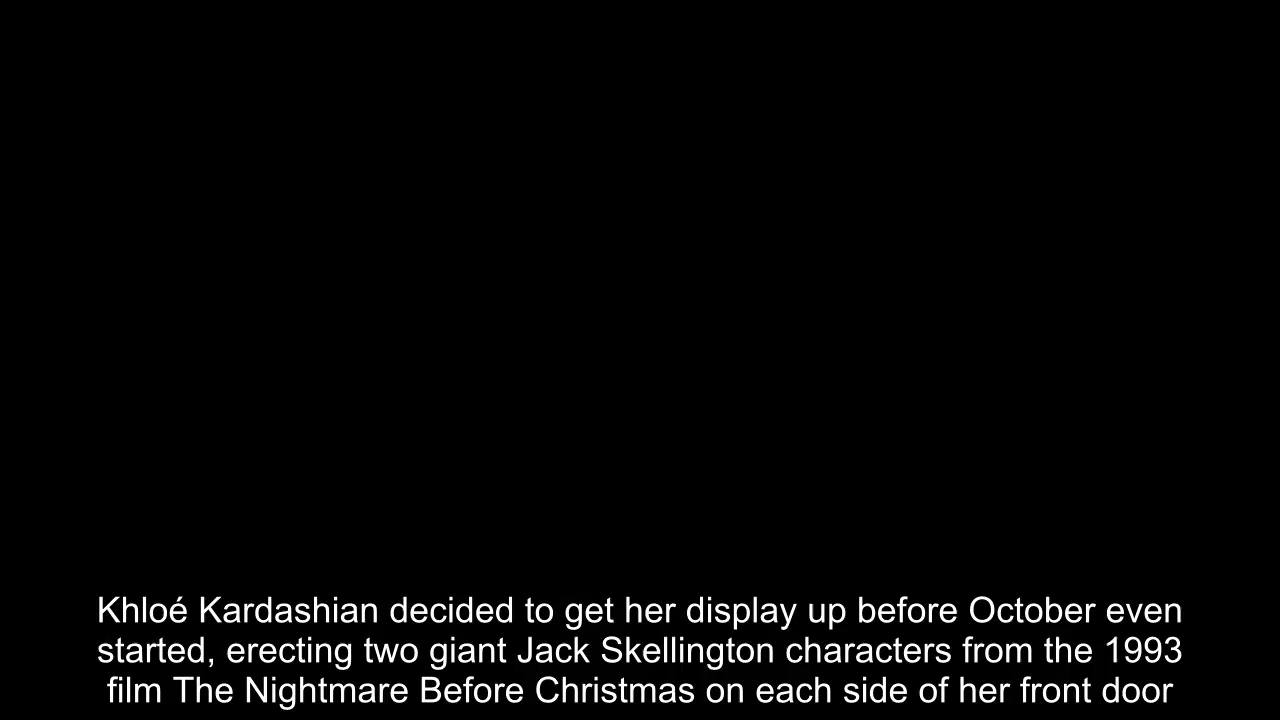 Khloé Kardashian decided to get her display up before October even
started, erecting two giant Jack Skellington characters from the 1993
film The Nightmare Before Christmas on each side of her front door